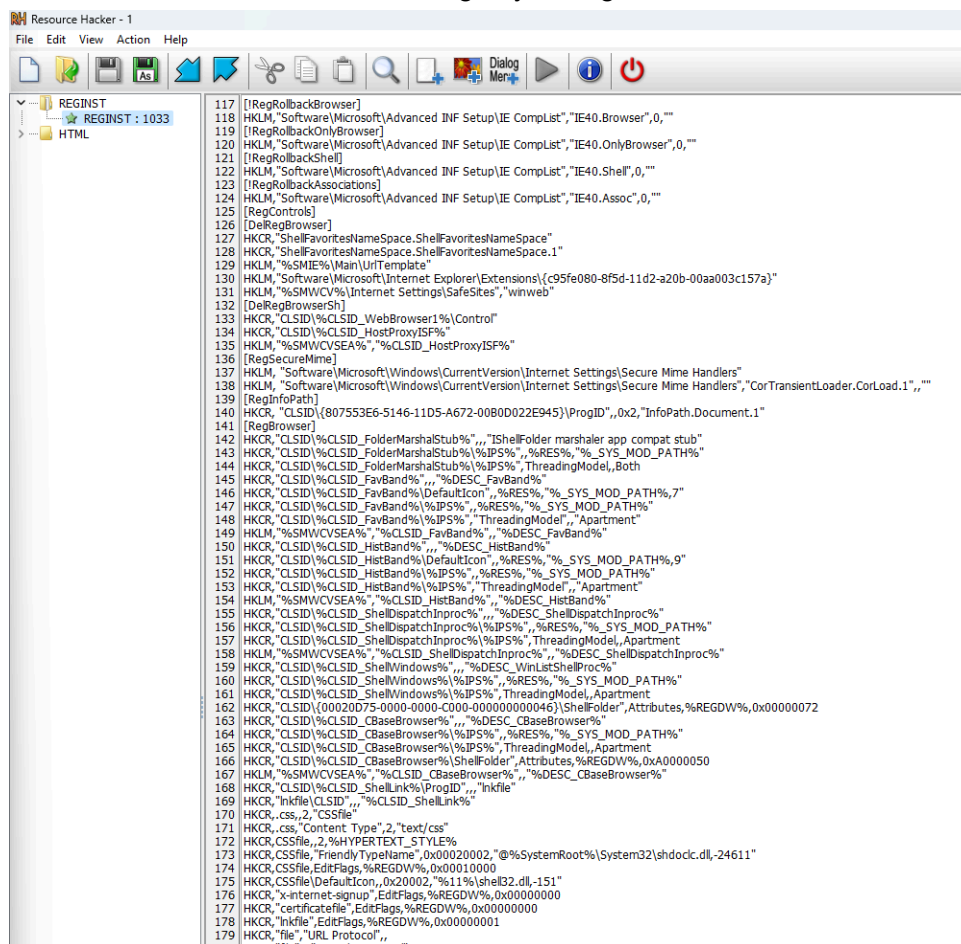 Resource Hacker - 1
File Edit View Action Help
As
Dialog
Men
REGINST
REGINST : 1033
HTML
117 [!RegRollbackBrowser]
118 HKLM,"Software\Microsoft\Advanced INF Setup\IE CompList","IE40.Browser",0,""
119 [!RegRollbackOnlyBrowser]
120 HKLM,"Software\Microsoft\Advanced INF Setup\IE CompList","IE40.OnlyBrowser",0,""
121 [!RegRollbackShell]
122 HKLM,"Software\Microsoft\Advanced INF Setup\IE CompList","IE40.Shell",0,""
123 [!RegRollbackAssociations]
124 HKLM,"Software\Microsoft\Advanced INF Setup\IE CompList","IE40.Assoc",0,""
125 [RegControls]
126 [DelRegBrowser]
127 HKCR,"ShellFavoritesNameSpace.ShellFavoritesNameSpace"
128 HKCR,"ShellFavoritesNameSpace.ShellFavoritesNameSpace.1"
129 HKLM,"%SMIE%\Main\UrlTemplate"
130 HKLM,"Software\Microsoft\Internet Explorer\Extensions\{c95fe080-8f5d-11d2-a20b-00aa003c157a}"
131 HKLM,"%SMWCV%\Internet Settings\SafeSites","winweb"
132 [DelRegBrowserSh]
133 HKCR,"CLSID\%CLSID_WebBrowser1%\Control"
134 HKCR,"CLSID\%CLSID_HostProxyISF%"
135 HKLM,"%SMWCVSEA%","%CLSID_HostProxyISF%"
136 [RegSecureMime]
137 HKLM, "Software\Microsoft\Windows\CurrentVersion\Internet Settings\Secure Mime Handlers"
138 HKLM, "Software\Microsoft\Windows\CurrentVersion\Internet Settings\Secure Mime Handlers","CorTransientLoader.CorLoad.1",,""
139 [RegInfoPath]
140 HKCR, "CLSID\{807553E6-5146-11D5-A672-00B0D022E945}\ProgID",,0x2,"InfoPath.Document.1"
141 [RegBrowser]
142 HKCR,"CLSID\%CLSID_FolderMarshalStub%",,,"IShellFolder marshaler app compat stub"
143 HKCR,"CLSID\%CLSID_FolderMarshalStub%\%IPS%",,%RES%,"%_SYS_MOD_PATH%"
144 HKCR,"CLSID\%CLSID_FolderMarshalStub%\%IPS%",ThreadingModel,,Both
145 HKCR,"CLSID\%CLSID_FavBand%",,,"%DESC_FavBand%"
146 HKCR,"CLSID\%CLSID_FavBand%\DefaultIcon",,%RES%,"%_SYS_MOD_PATH%,7"
147 HKCR,"CLSID\%CLSID_FavBand%\%IPS%",,%RES%,"%_SYS_MOD_PATH%"
148 HKCR,"CLSID\%CLSID_FavBand%\%IPS%","ThreadingModel",,"Apartment"
149 HKLM,"%SMWCVSEA%","%CLSID_FavBand%",,"%DESC_FavBand%"
150 HKCR,"CLSID\%CLSID_HistBand%",,,"%DESC_HistBand%"
151 HKCR,"CLSID\%CLSID_HistBand%\DefaultIcon",,%RES%,"%_SYS_MOD_PATH%,9"
152 HKCR,"CLSID\%CLSID_HistBand%\%IPS%",,%RES%,"%_SYS_MOD_PATH%"
153 HKCR,"CLSID\%CLSID_HistBand%\%IPS%","ThreadingModel",,"Apartment"
154 HKLM,"%SMWCVSEA%","%CLSID_HistBand%",,"%DESC_HistBand%"
155 HKCR,"CLSID\%CLSID_ShellDispatchInproc%",,,"%DESC_ShellDispatchInproc%"
156 HKCR,"CLSID\%CLSID_ShellDispatchInproc%\%IPS%",,%RES%,"%_SYS_MOD_PATH%"
157 HKCR,"CLSID\%CLSID_ShellDispatchInproc%\%IPS%",ThreadingModel,,Apartment
158 HKLM,"%SMWCVSEA%","%CLSID_ShellDispatchInproc%",,"%DESC_ShellDispatchInproc%"
159 HKCR,"CLSID\%CLSID_ShellWindows%",,,"%DESC_WinListShellProc%"
160 HKCR,"CLSID\%CLSID_ShellWindows%\%IPS%",,%RES%,"%_SYS_MOD_PATH%"
161 HKCR,"CLSID\%CLSID_ShellWindows%\%IPS%",ThreadingModel,,Apartment
162 HKCR,"CLSID\{00020D75-0000-0000-C000-000000000046}\ShellFolder",Attributes,%REGDW%,0x00000072
163 HKCR,"CLSID\%CLSID_CBaseBrowser%",,,"%DESC_CBaseBrowser%"
164 HKCR,"CLSID\%CLSID_CBaseBrowser%\%IPS%",,%RES%,"%_SYS_MOD_PATH%"
165 HKCR,"CLSID\%CLSID_CBaseBrowser%\%IPS%",ThreadingModel,,Apartment
166 HKCR,"CLSID\%CLSID_CBaseBrowser%\ShellFolder",Attributes,%REGDW%,0xA0000050
167 HKLM,"%SMWCVSEA%","%CLSID_CBaseBrowser%",,"%DESC_CBaseBrowser%"
168 HKCR,"CLSID\%CLSID_ShellLink%\ProgID",,,"lnkfile"
169 HKCR,"lnkfile\CLSID",,,"%CLSID_ShellLink%"
170 HKCR,.css,,2,"CSSfile"
171 HKCR,.css,"Content Type",2,"text/css"
172 HKCR,CSSfile,,2,%HYPERTEXT_STYLE%
173 HKCR,CSSfile,"FriendlyTypeName",0x00020002,"@%SystemRoot%\System32\shdoclc.dll,-24611"
174 HKCR,CSSfile,EditFlags,%REGDW%,0x00010000
175 HKCR,CSSfile\DefaultIcon,,0x20002,"%11%\shell32.dll,-151"
176 HKCR,"x-internet-signup",EditFlags,%REGDW%,0x00000000
177 HKCR,"certificatefile",EditFlags,%REGDW%,0x00000000
178 HKCR,"lnkfile",EditFlags,%REGDW%,0x00000001
179 HKCR,"file","URL Protocol",,